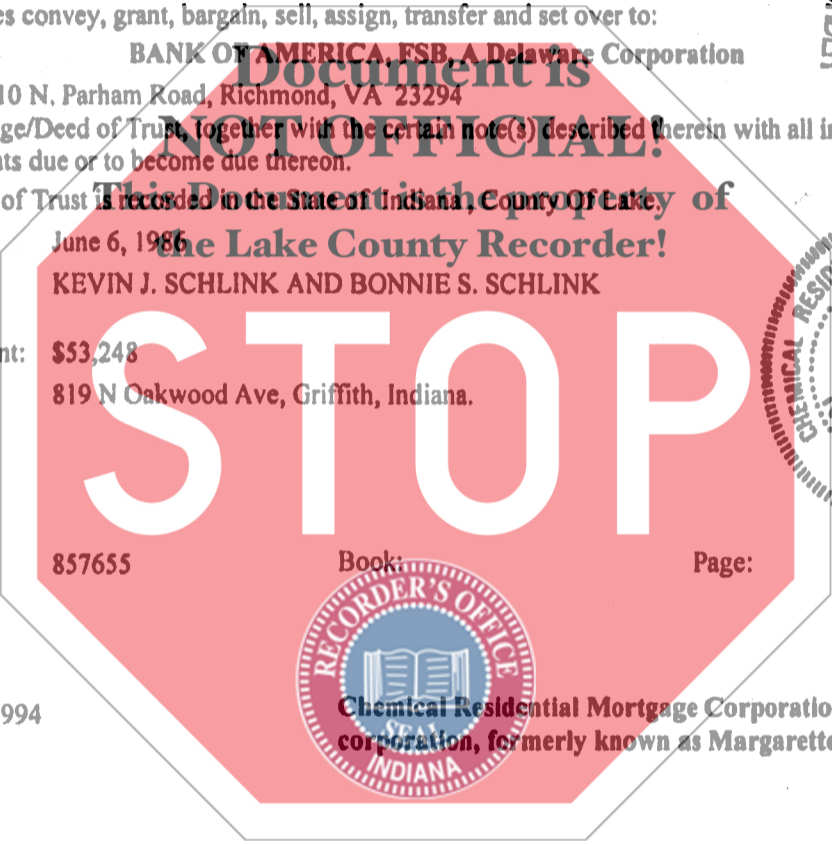 es convey, grant, bargain, sell, assign, transfer and set over to:
BANK OF AMERICA, FSB, A Delaware Corporation
Document is
10 N. Parham Road, Richmond, VA 23294
ge/Deed of Trust, together with the certain note(s) described therein with all in
NOT OFFICIAL!
nts due or to become due thereon.
of Trust is recorded in the State of Indiana, County Of Lake.
This Document is the property of
June 6, 1986
the Lake County Recorder!
KEVIN J. SCHLINK AND BONNIE S. SCHLINK
STOP
nt: $53,248
819 N Oakwood Ave, Griffith, Indiana.
CHEMICAL RESID
857655 Book: Page:
RECORDER'S OFFICE
SEAL
INDIANA
994
Chemical Residential Mortgage Corporatio
corporation, formerly known as Margarette